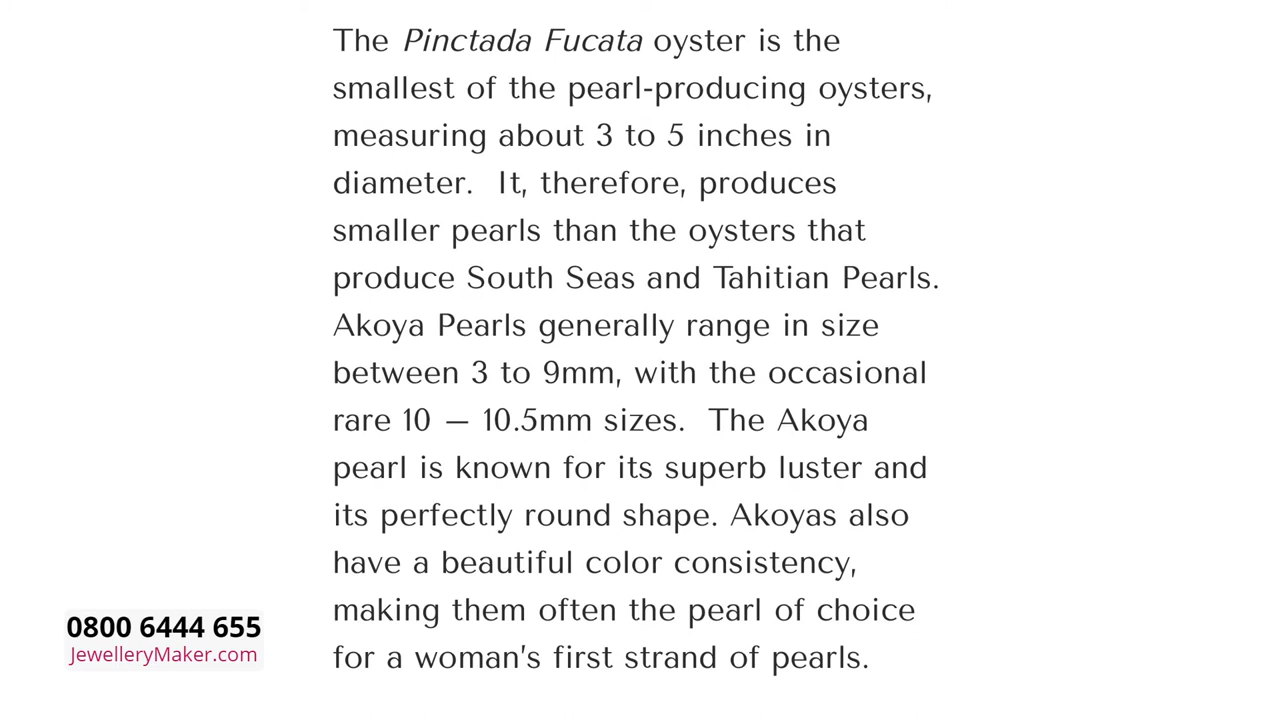 The Pinctada Fucata oyster is the
smallest of the pearl-producing oysters,
measuring about 3 to 5 inches in
diameter.  It, therefore, produces
smaller pearls than the oysters that
produce South Seas and Tahitian Pearls.
Akoya Pearls generally range in size
between 3 to 9mm, with the occasional
rare 10 – 10.5mm sizes.  The Akoya
pearl is known for its superb luster and
its perfectly round shape. Akoyas also
have a beautiful color consistency,
making them often the pearl of choice
for a woman's first strand of pearls.
0800 6444 655
JewelleryMaker.com